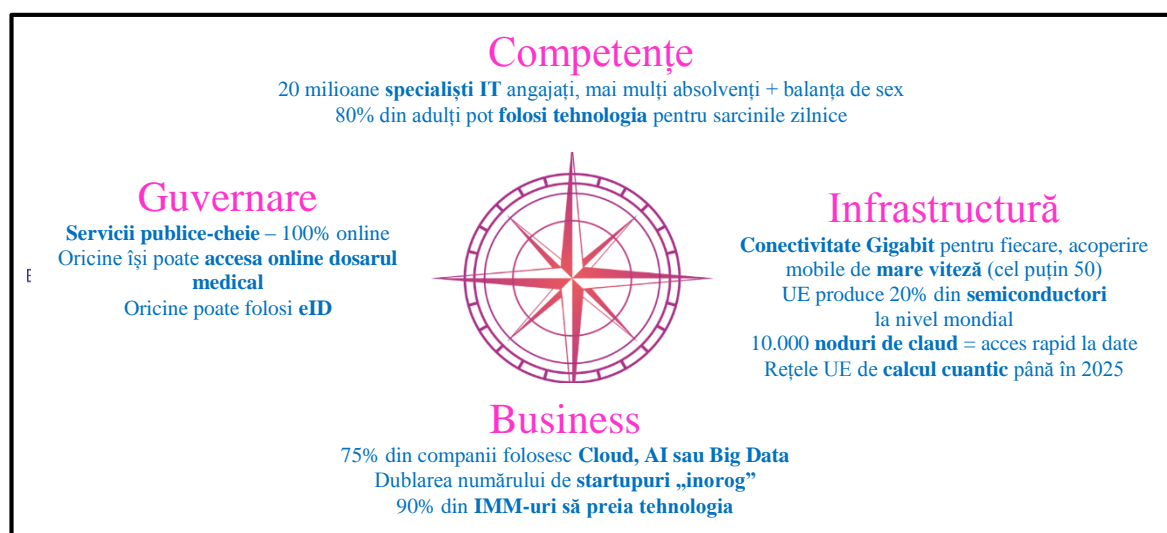 Competențe
20 milioane specialiști IT angajați, mai mulți absolvenți + balanța de sex
80% din adulți pot folosi tehnologia pentru sarcinile zilnice
Guvernare
Servicii publice-cheie – 100% online
Oricine își poate accesa online dosarul
medical
Oricine poate folosi eID
E
Infrastructură
Conectivitate Gigabit pentru fiecare, acoperire
mobile de mare viteză (cel puțin 50)
UE produce 20% din semiconductori
la nivel mondial
10.000 noduri de claud = acces rapid la date
Rețele UE de calcul cuantic până în 2025
Business
75% din companii folosesc Cloud, AI sau Big Data
Dublarea numărului de startupuri „inorog”
90% din IMM-uri să preia tehnologia